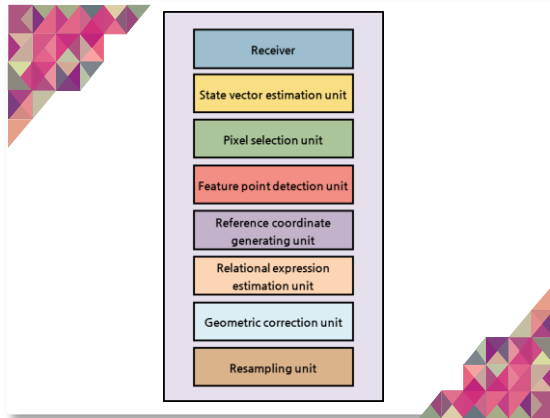 Receiver
State vector estimation unit
Pixel selection unit
Feature point detection unit
Reference coordinate
generating unit
Relational expression
estimation unit
Geometric correction unit
Resampling unit